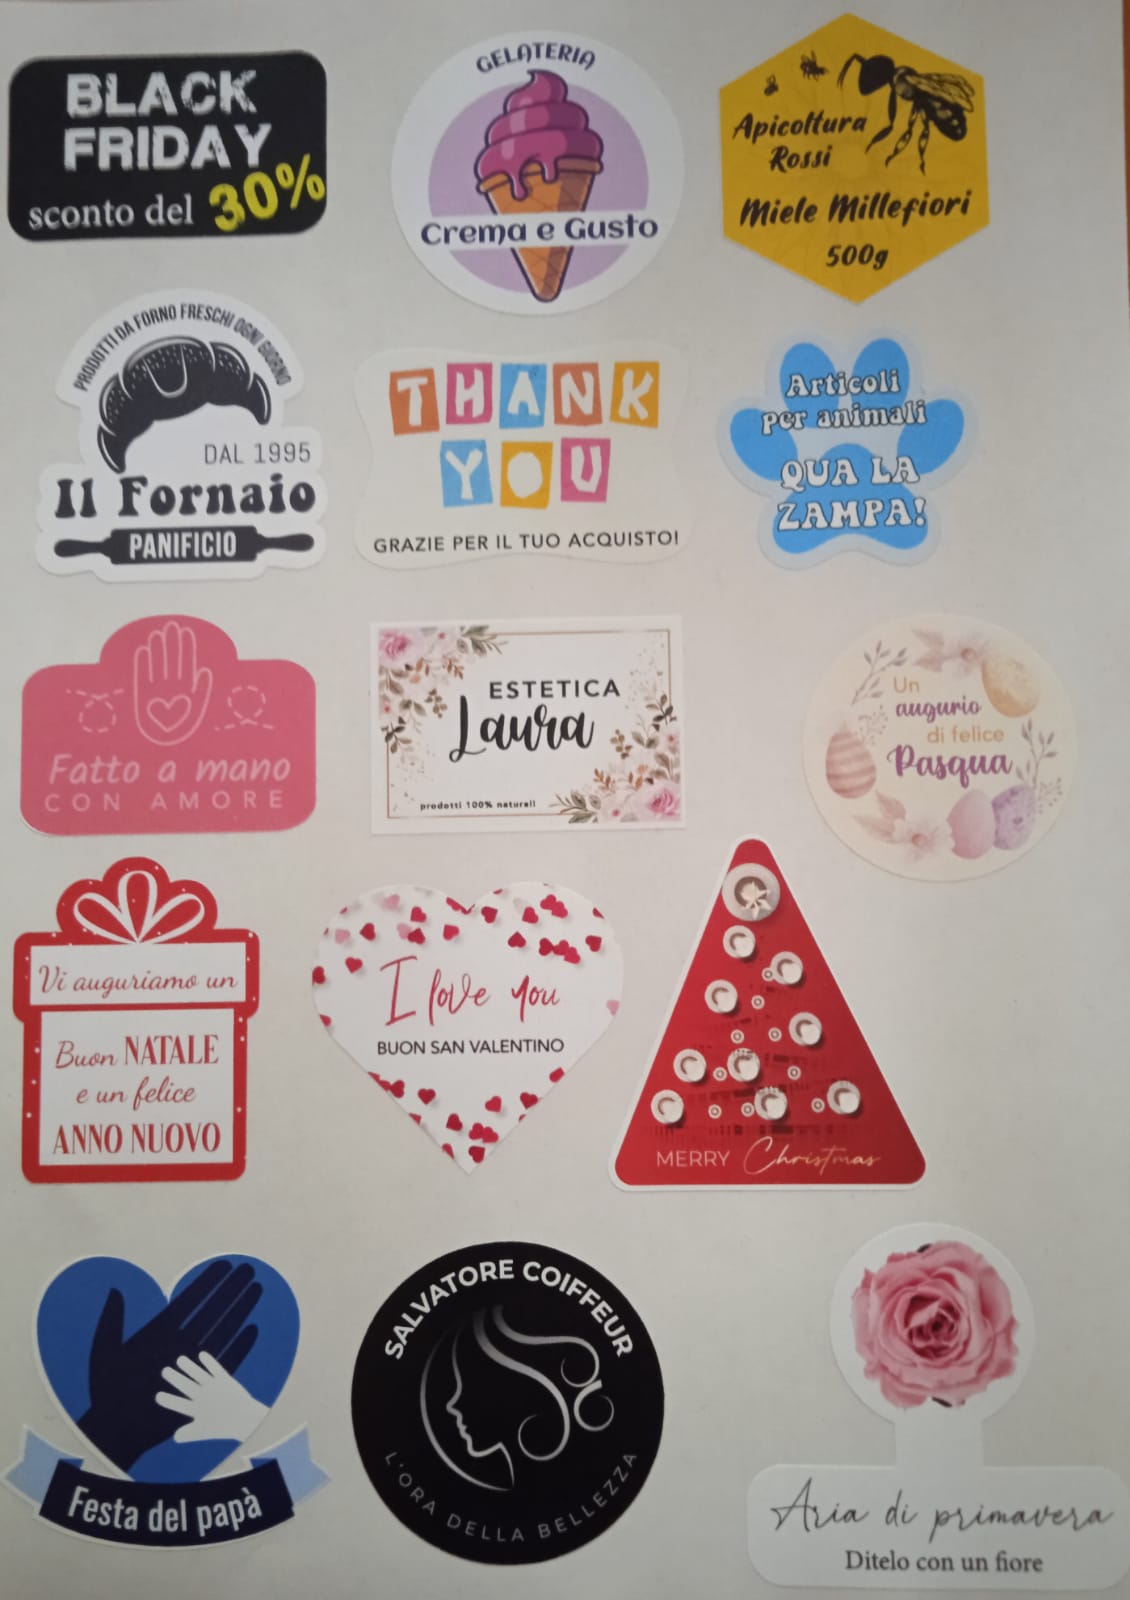 BLACK
FRIDAY
sconto del 30%
GELATERIA
Crema e Gusto
Apicoltura
Rossi
Miele Millefiori
500g
PRODOTTI DA FORNO FRESCHI OGNI GIORNO
DAL 1995
Il Fornaio
PANIFICIO
THANK
YOU
GRAZIE PER IL TUO ACQUISTO!
Articoli
per animali
QUA LA
ZAMPA!
Fatto a mano
CON AMORE
ESTETICA
Laura
prodotti 100% naturali
Un
augurio
di felice
Pasqua
Vi auguriamo un
Buon NATALE
e un felice
ANNO NUOVO
I love you
BUON SAN VALENTINO
MERRY Christmas
Festa del papà
SALVATORE COIFFEUR
L'ORA DELLA BELLEZZA
Aria di primavera
Ditelo con un fiore